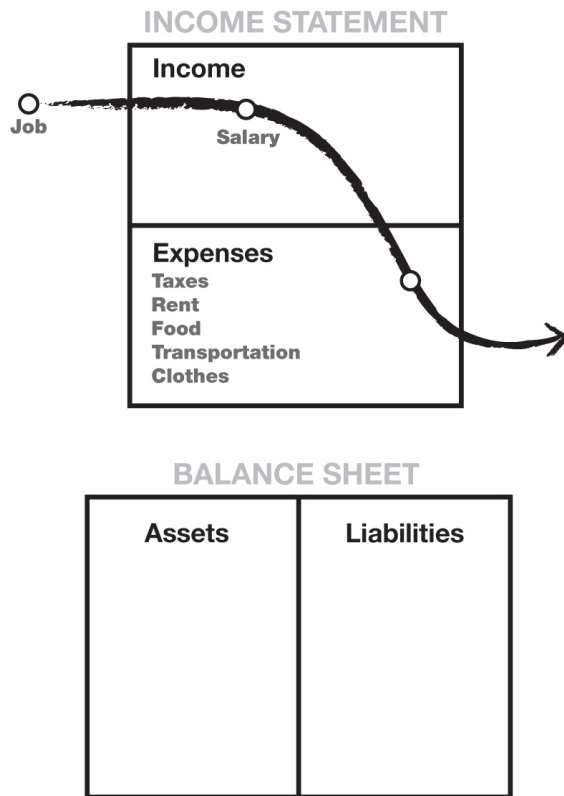 INCOME STATEMENT
Income
Job
Salary
Expenses
Taxes
Rent
Food
Transportation
Clothes
BALANCE SHEET
Assets
Liabilities